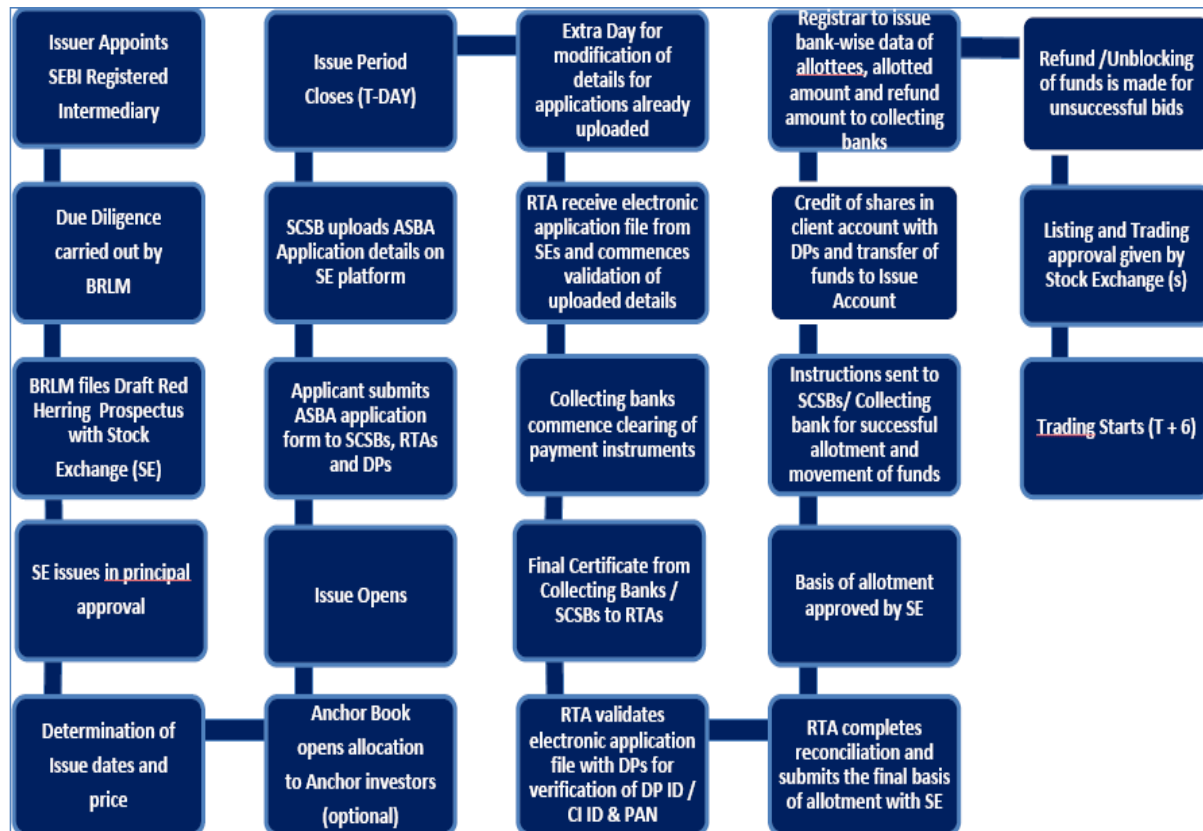 Issuer Appoints
SEBI Registered
Intermediary
Due Diligence
carried out by
BRLM
BRLM files Draft Red
Herring Prospectus
with Stock
Exchange (SE)
SE issues in principal
approval
Determination of
Issue dates and
price
Anchor Book
opens allocation
to Anchor investors
(optional)
Issue Opens
Applicant submits
ASBA application
form to SCSBs, RTAs
and DPs
SCSB uploads ASBA
Application details on
SE platform
Issue Period
Closes (T-DAY)
Extra Day for
modification of
details for
applications already
uploaded
RTA receive electronic
application file from
SEs and commences
validation of
uploaded details
Collecting banks
commence clearing of
payment instruments
Final Certificate from
Collecting Banks /
SCSBs to RTAs
RTA validates
electronic application
file with DPs for
verification of DP ID /
CI ID & PAN
RTA completes
reconciliation and
submits the final basis
of allotment with SE
Basis of allotment
approved by SE
Instructions sent to
SCSBs/ Collecting
bank for successful
allotment and
movement of funds
Credit of shares in
client account with
DPs and transfer of
funds to Issue
Account
Registrar to issue
bank-wise data of
allottees, allotted
amount and refund
amount to collecting
banks
Refund /Unblocking
of funds is made for
unsuccessful bids
Listing and Trading
approval given by
Stock Exchange (s)
Trading Starts (T + 6)